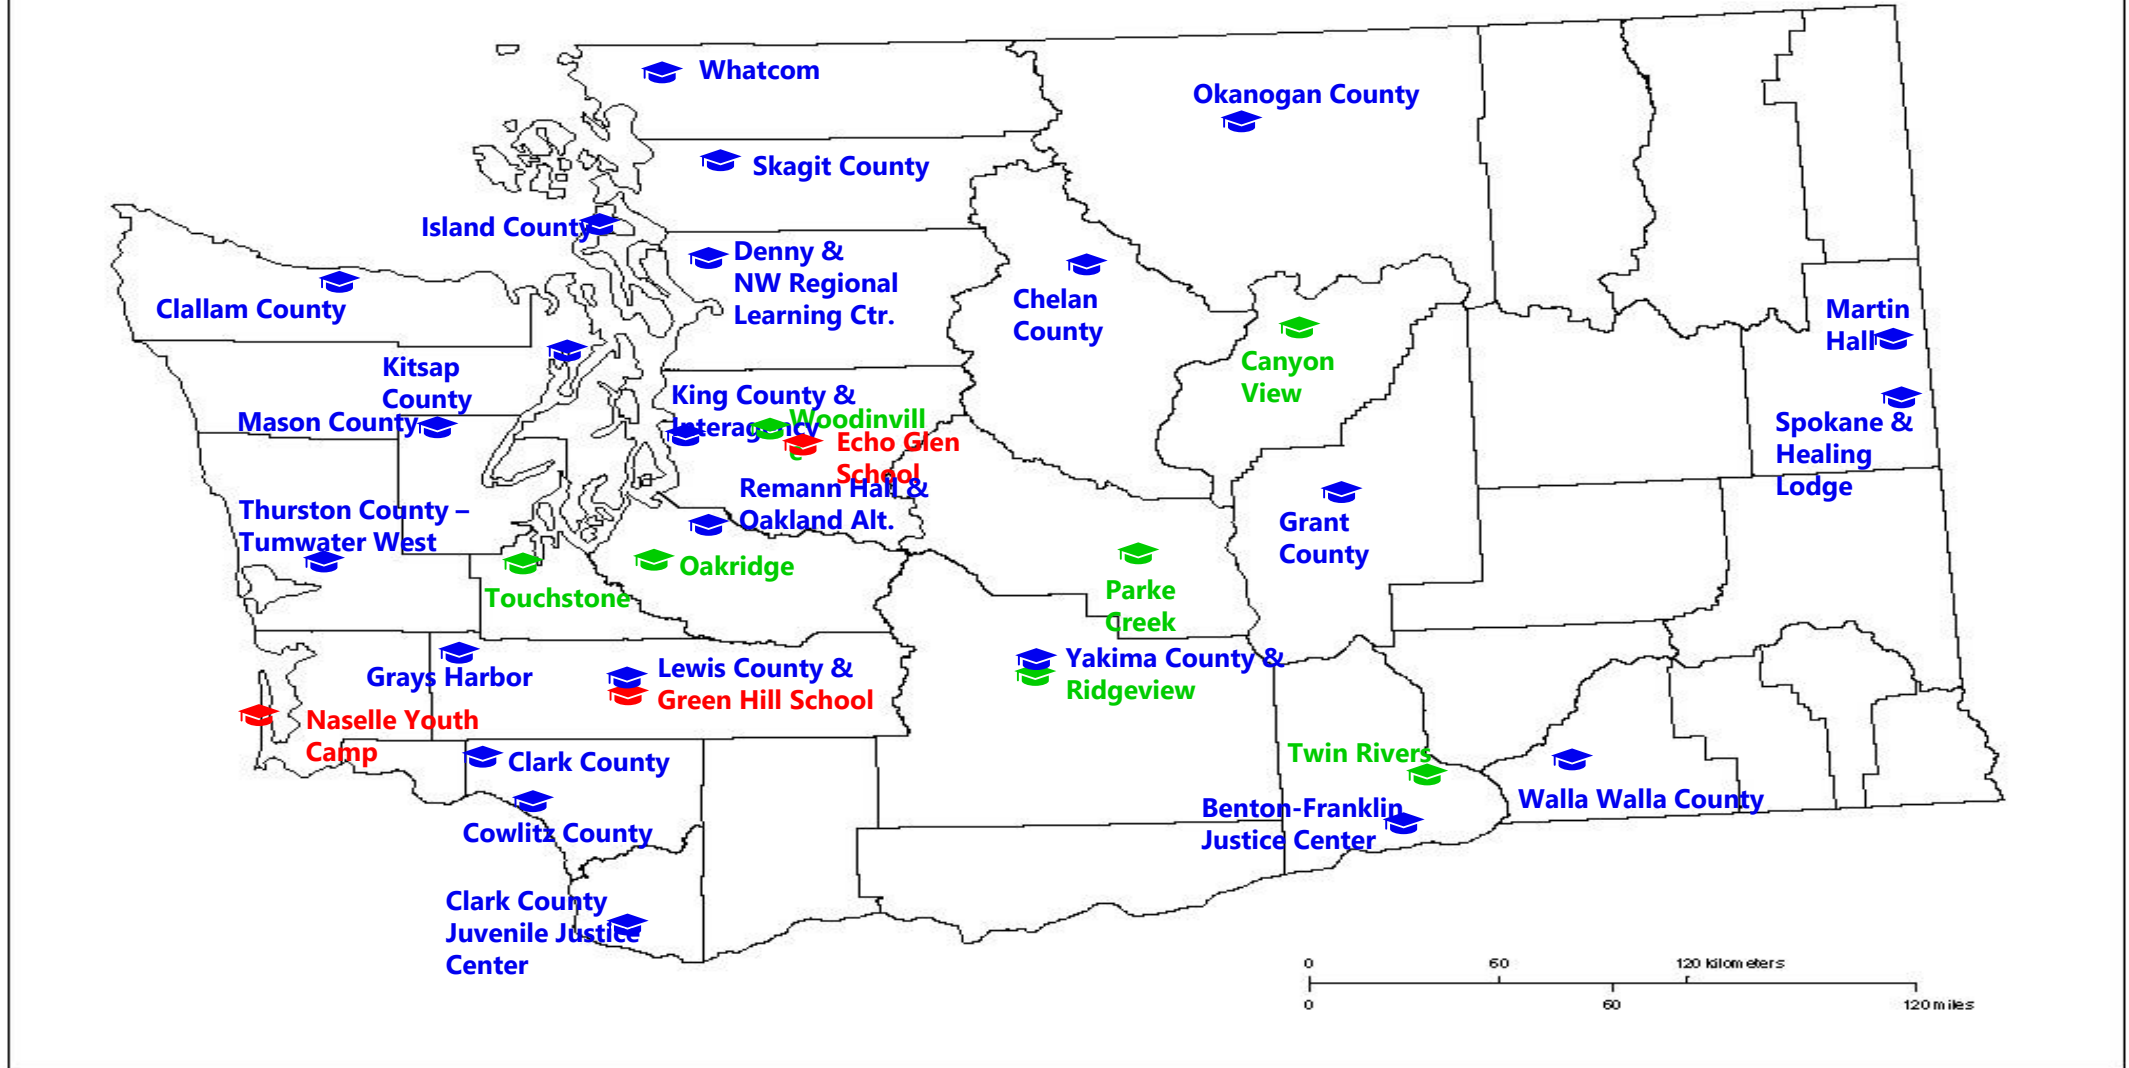 Whatcom
Okanogan County
Skagit County
Island County
Denny &
NW Regional
Learning Ctr.
Clallam County
Chelan
County
Martin
Hall
Canyon
View
Kitsap
County
Mason County
King County &
Interagency
Woodinvill
e
Echo Glen
School
Spokane &
Healing
Lodge
Remann Hall &
Oakland Alt.
Thurston County –
Tumwater West
Grant
County
Oakridge
Touchstone
Parke
Creek
Grays Harbor
Lewis County &
Green Hill School
Yakima County &
Ridgeview
Naselle Youth
Camp
Clark County
Twin Rivers
Cowlitz County
Benton-Franklin
Justice Center
Walla Walla County
Clark County
Juvenile Justice
Center
0 60 120 kilometers
0 60 120 miles